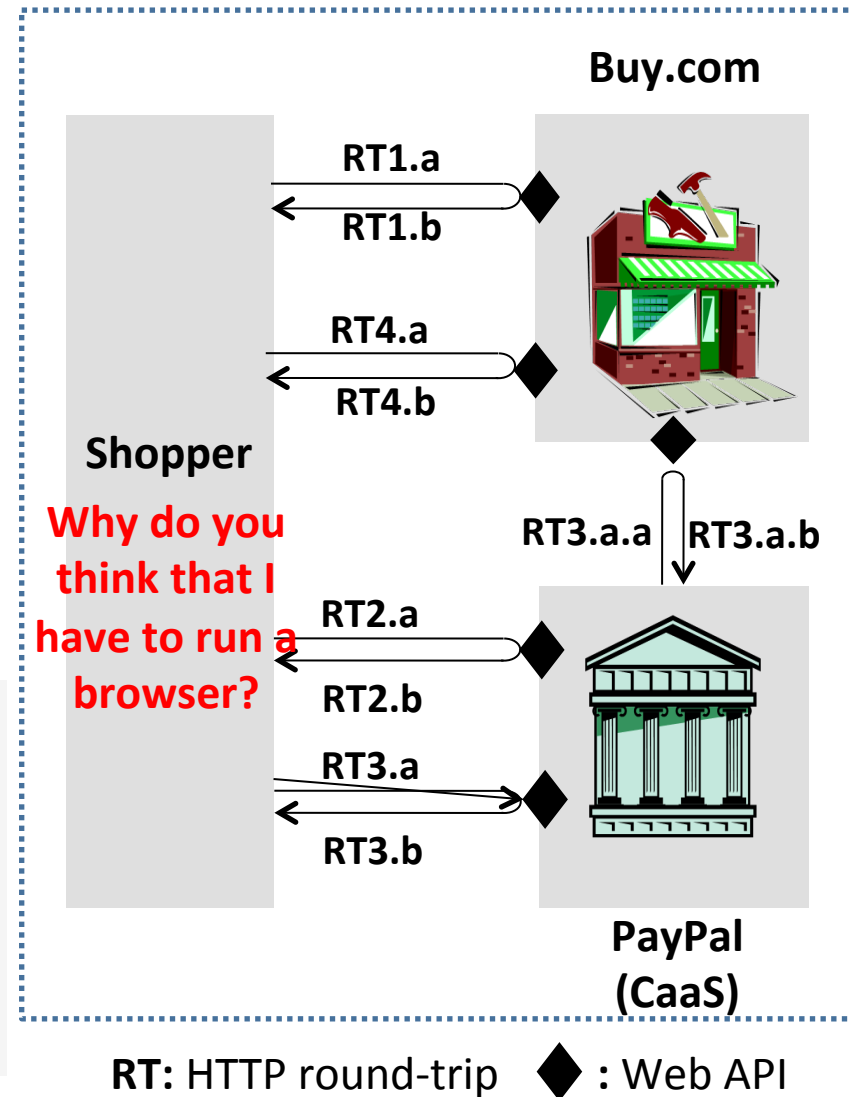 Buy.com
RT1.a
RT1.b
RT4.a
RT4.b
Shopper
Why do you
think that I
have to run a
browser?
RT3.a.a
RT3.a.b
RT2.a
RT2.b
RT3.a
RT3.b
PayPal
(CaaS)
RT: HTTP round-trip
: Web API